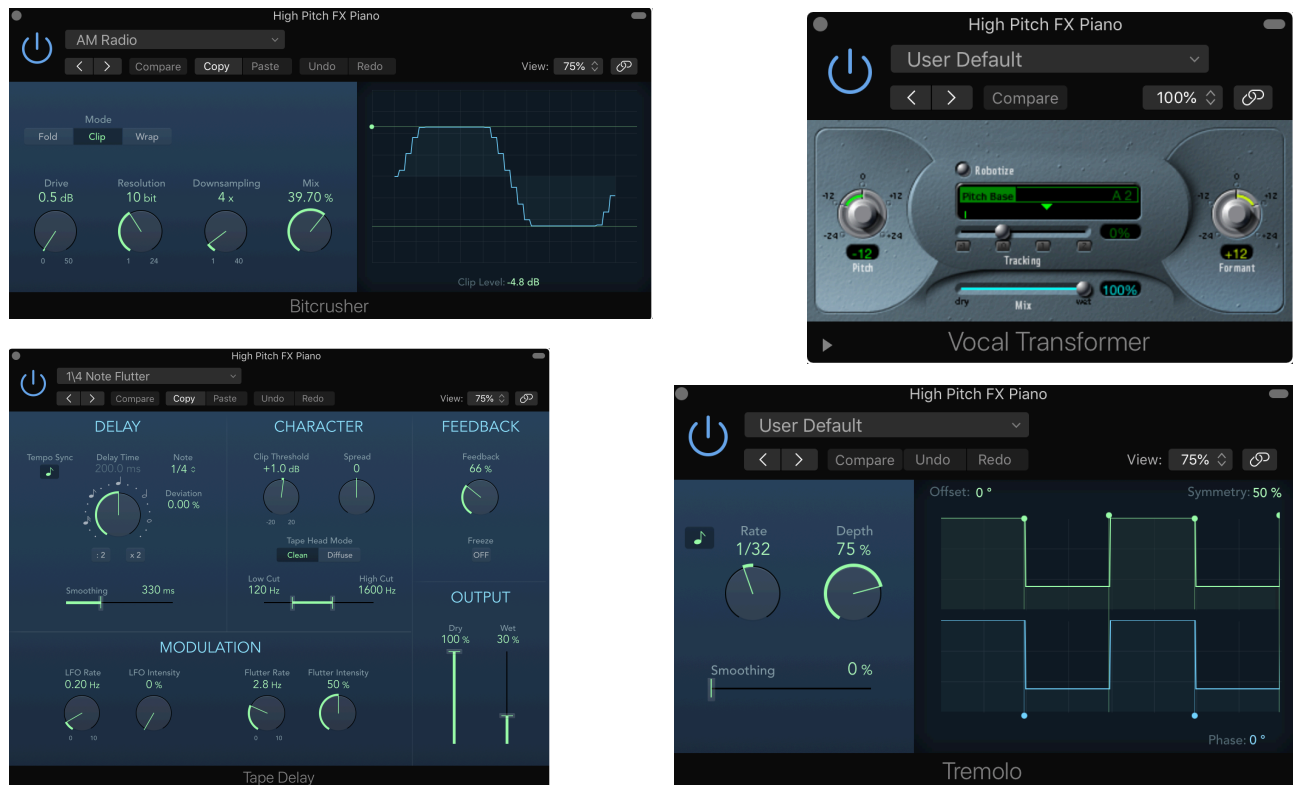 High Pitch FX Piano
AM Radio
Compare Copy Paste Undo Redo View: 75%
Mode
Fold Clip Wrap
Drive Resolution Downsampling Mix
0.5 dB 10 bit 4 x 39.70 %
0 50 1 24 1 40
Clip Level: -4.8 dB
Bitcrusher
High Pitch FX Piano
User Default
Compare 100%
Robotize
Pitch Base A 2
0 0
-12 +12 -12 +12
-24 +24 -24 +24
0%
-12 +12
Pitch Tracking Formant
100%
dry Mix wet
Vocal Transformer
High Pitch FX Piano
1\4 Note Flutter
Compare Copy Paste Undo Redo View: 75%
DELAY CHARACTER FEEDBACK
Tempo Sync Delay Time Note Clip Threshold Spread Feedback
200.0 ms 1/4 +1.0 dB 0 66 %
Deviation
0.00 %
-20 20
Tape Head Mode Freeze
: 2 x 2 Clean Diffuse OFF
Low Cut High Cut
Smoothing 330 ms 120 Hz 1600 Hz
OUTPUT
Dry Wet
100 % 30 %
MODULATION
LFO Rate LFO Intensity Flutter Rate Flutter Intensity
0.20 Hz 0 % 2.8 Hz 50 %
0 10 0 10
Tape Delay
High Pitch FX Piano
User Default
Compare Undo Redo View: 75%
Offset: 0 ° Symmetry: 50 %
Rate Depth
1/32 75 %
Smoothing 0 %
Phase: 0 °
Tremolo